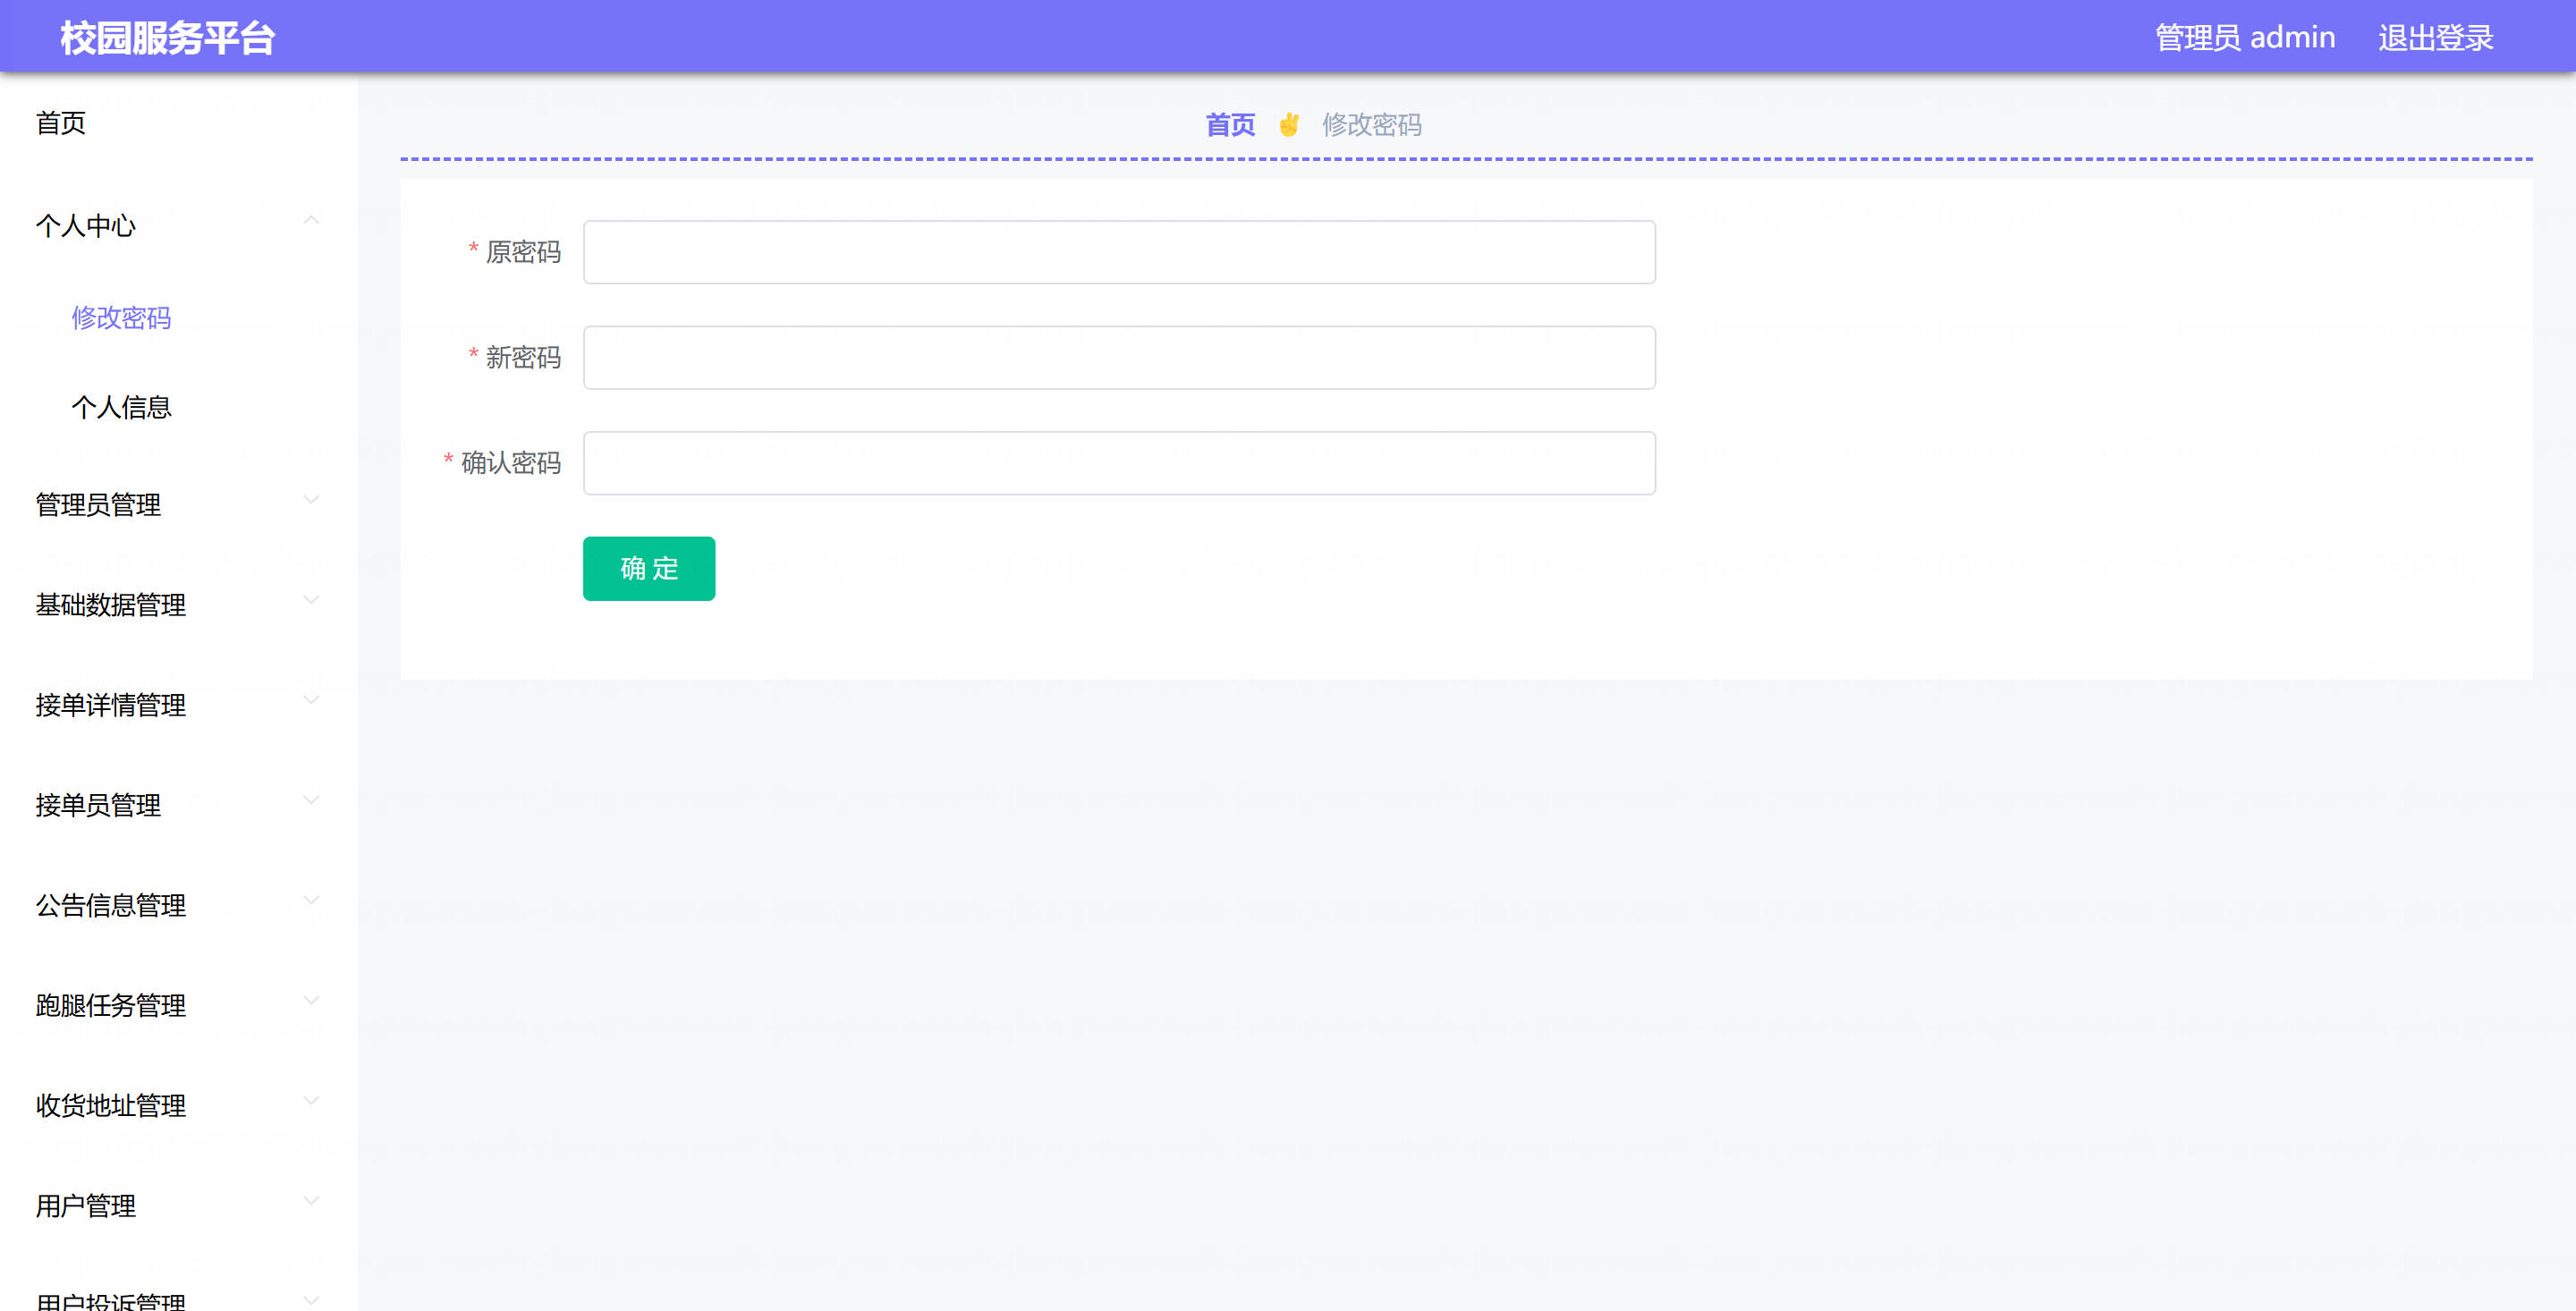 校园服务平台
管理员 admin 退出登录
首页
个人中心
修改密码
个人信息
管理员管理
基础数据管理
接单详情管理
接单员管理
公告信息管理
跑腿任务管理
收货地址管理
用户管理
用户投诉管理
首页 ✌ 修改密码
* 原密码
* 新密码
* 确认密码
确 定